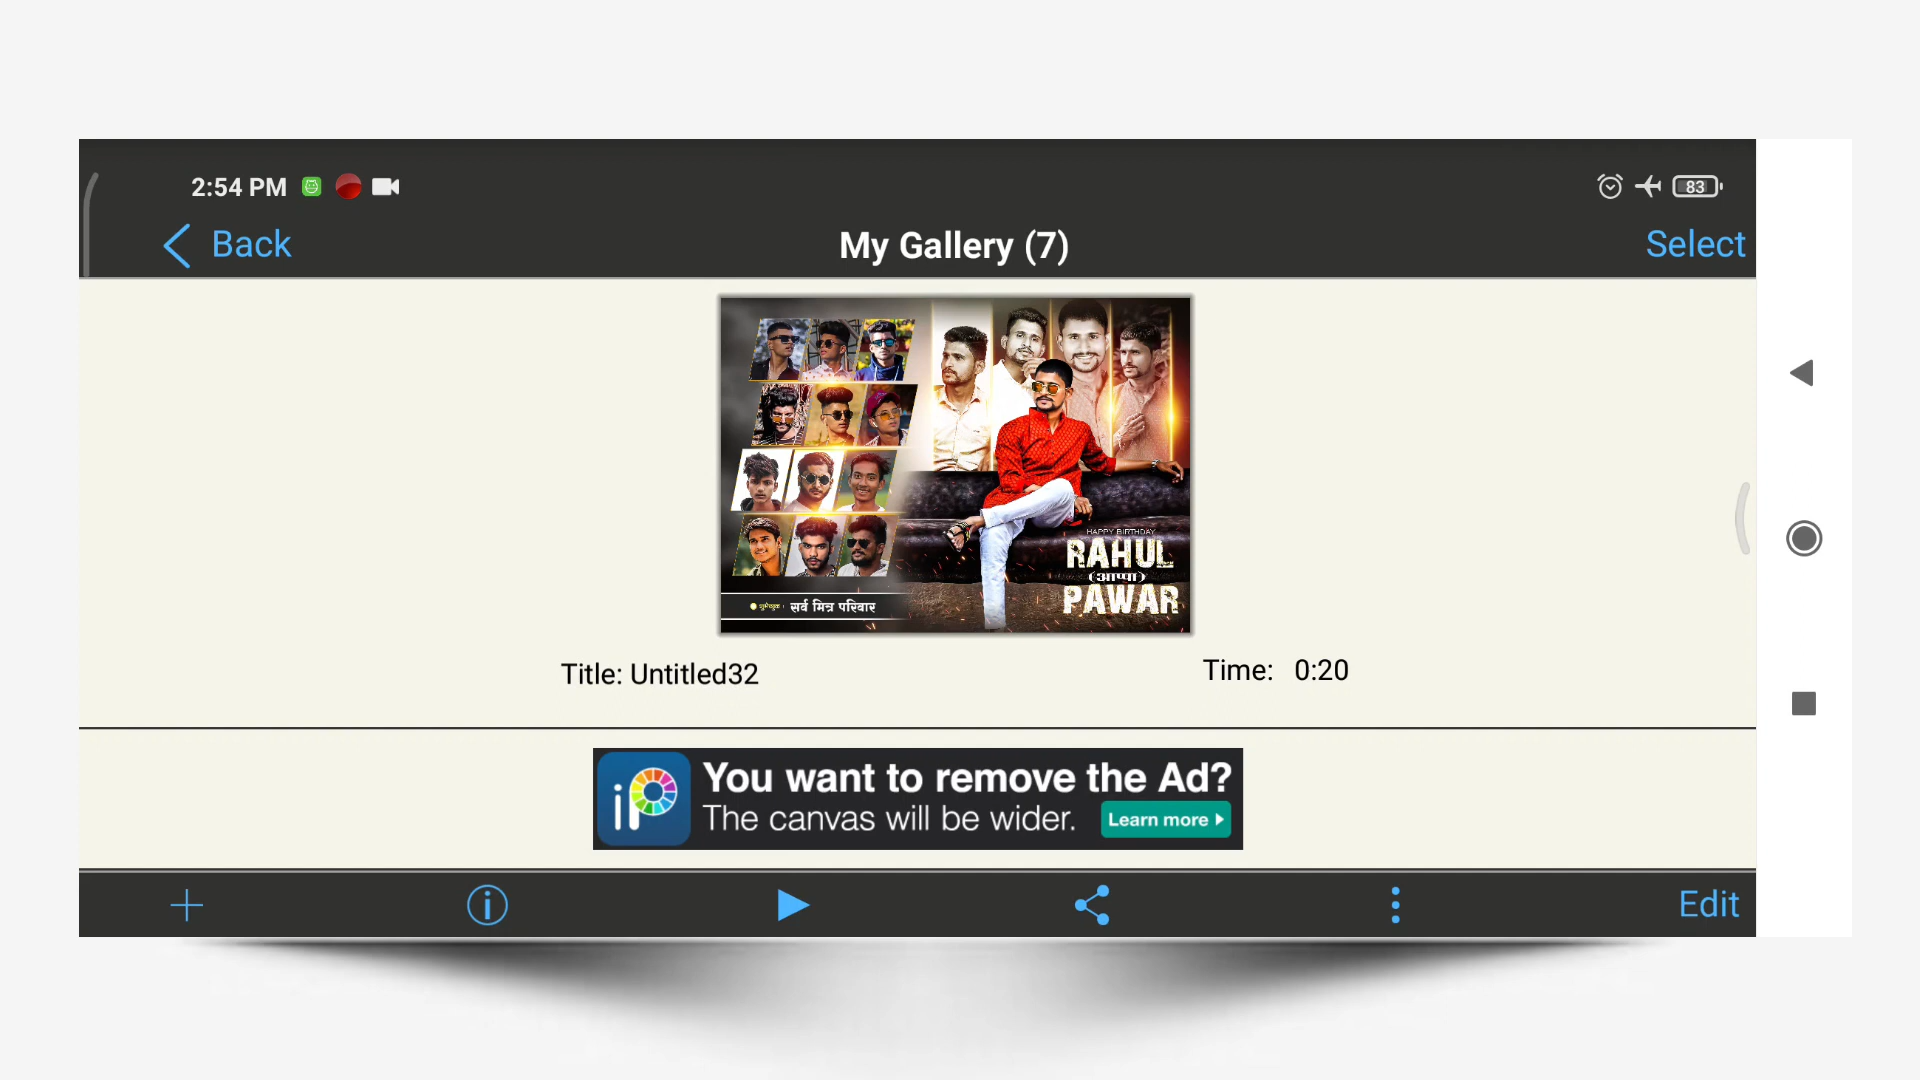 2:54 PM
83
Back
My Gallery (7)
Select
HAPPY BIRTHDAY
RAHUL
(आप्पा)
PAWAR
सर्व मित्र परिवार
Title: Untitled32
Time: 0:20
iP
You want to remove the Ad?
The canvas will be wider.
Learn more
Edit